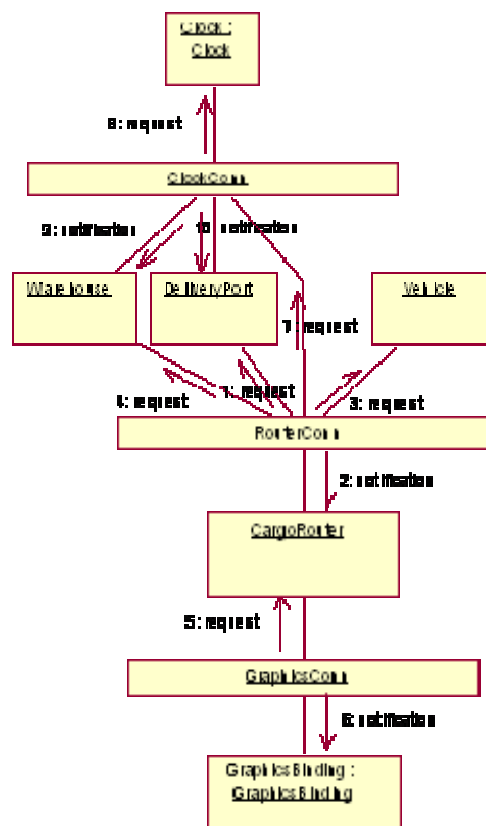 Clock :
Clock
8: request
ClockConn
9: notification
10: notification
Warehouse
DeliveryPort
Vehicle
7: request
4: request
1: request
3: request
RouterConn
2: notification
CargoRouter
5: request
GraphicsConn
6: notification
GraphicsBinding :
GraphicsBinding